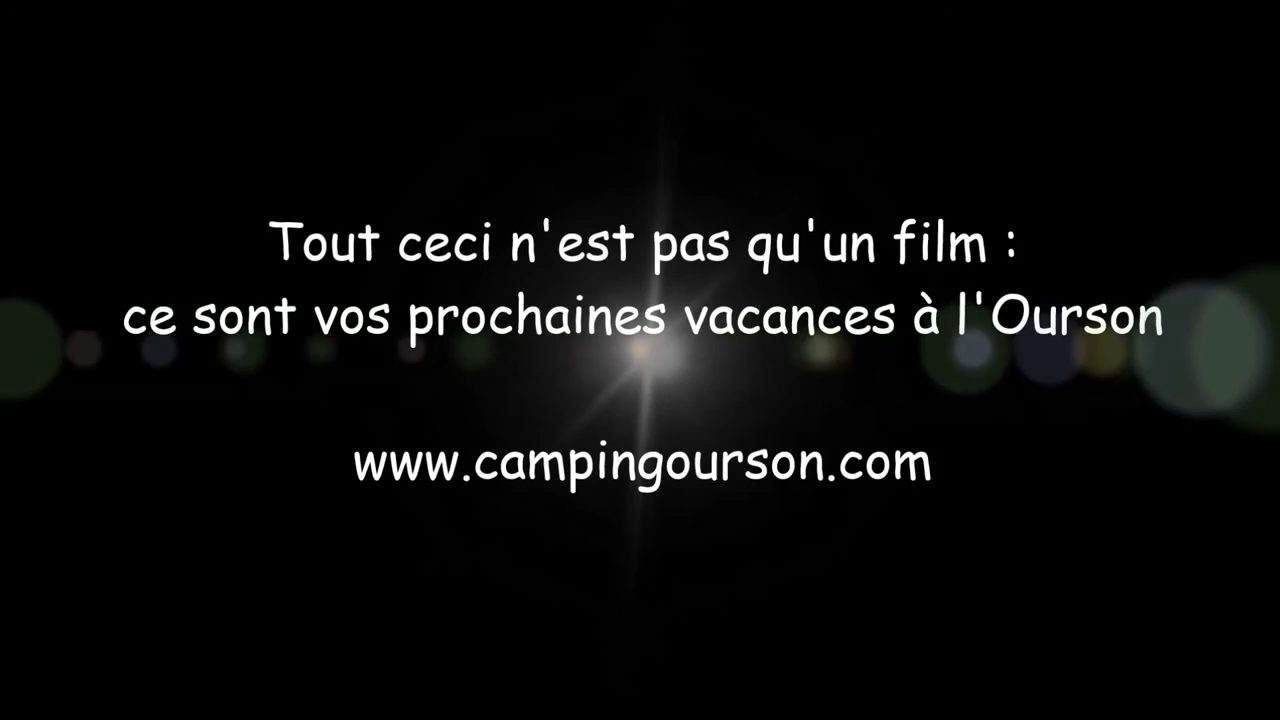 Tout ceci n'est pas qu'un film :
ce sont vos prochaines vacances à l'Ourson
www.campingourson.com